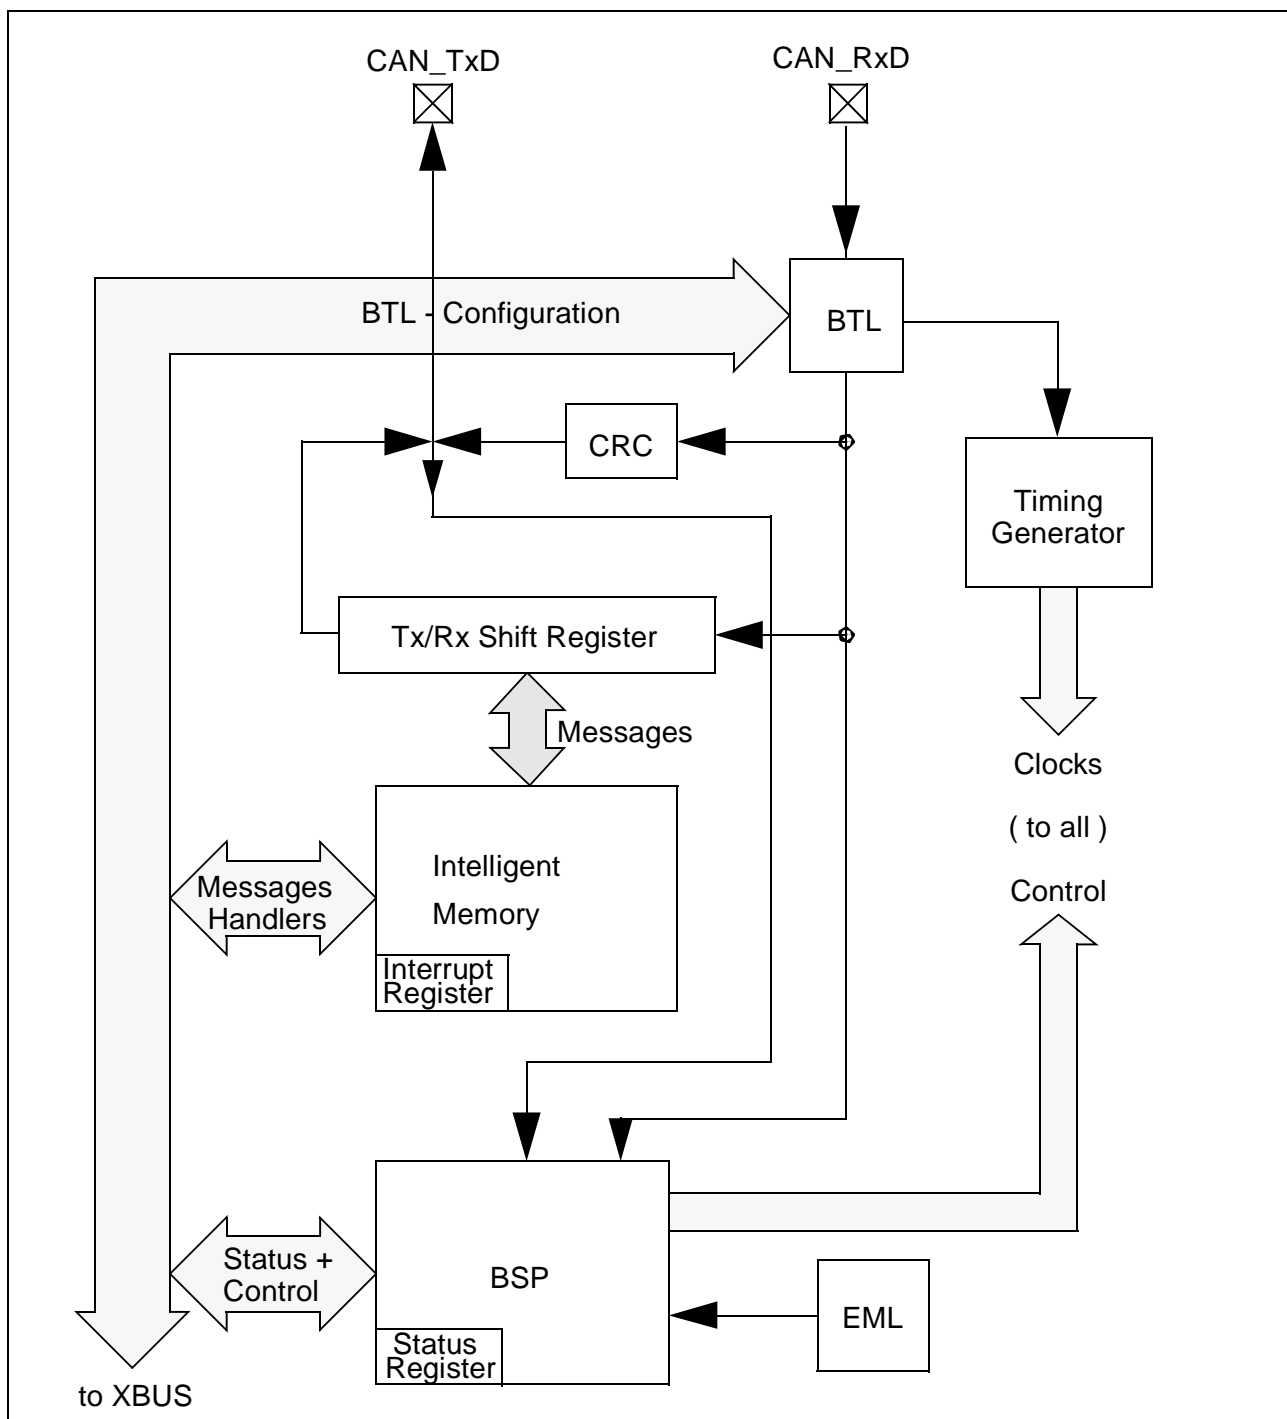 CAN_TxD
CAN_RxD
BTL - Configuration
BTL
CRC
Timing
Generator
Tx/Rx Shift Register
Messages
Clocks
( to all )
Control
Intelligent
Memory
Messages
Handlers
Interrupt
Register
Status +
Control
BSP
EML
Status
Register
to XBUS